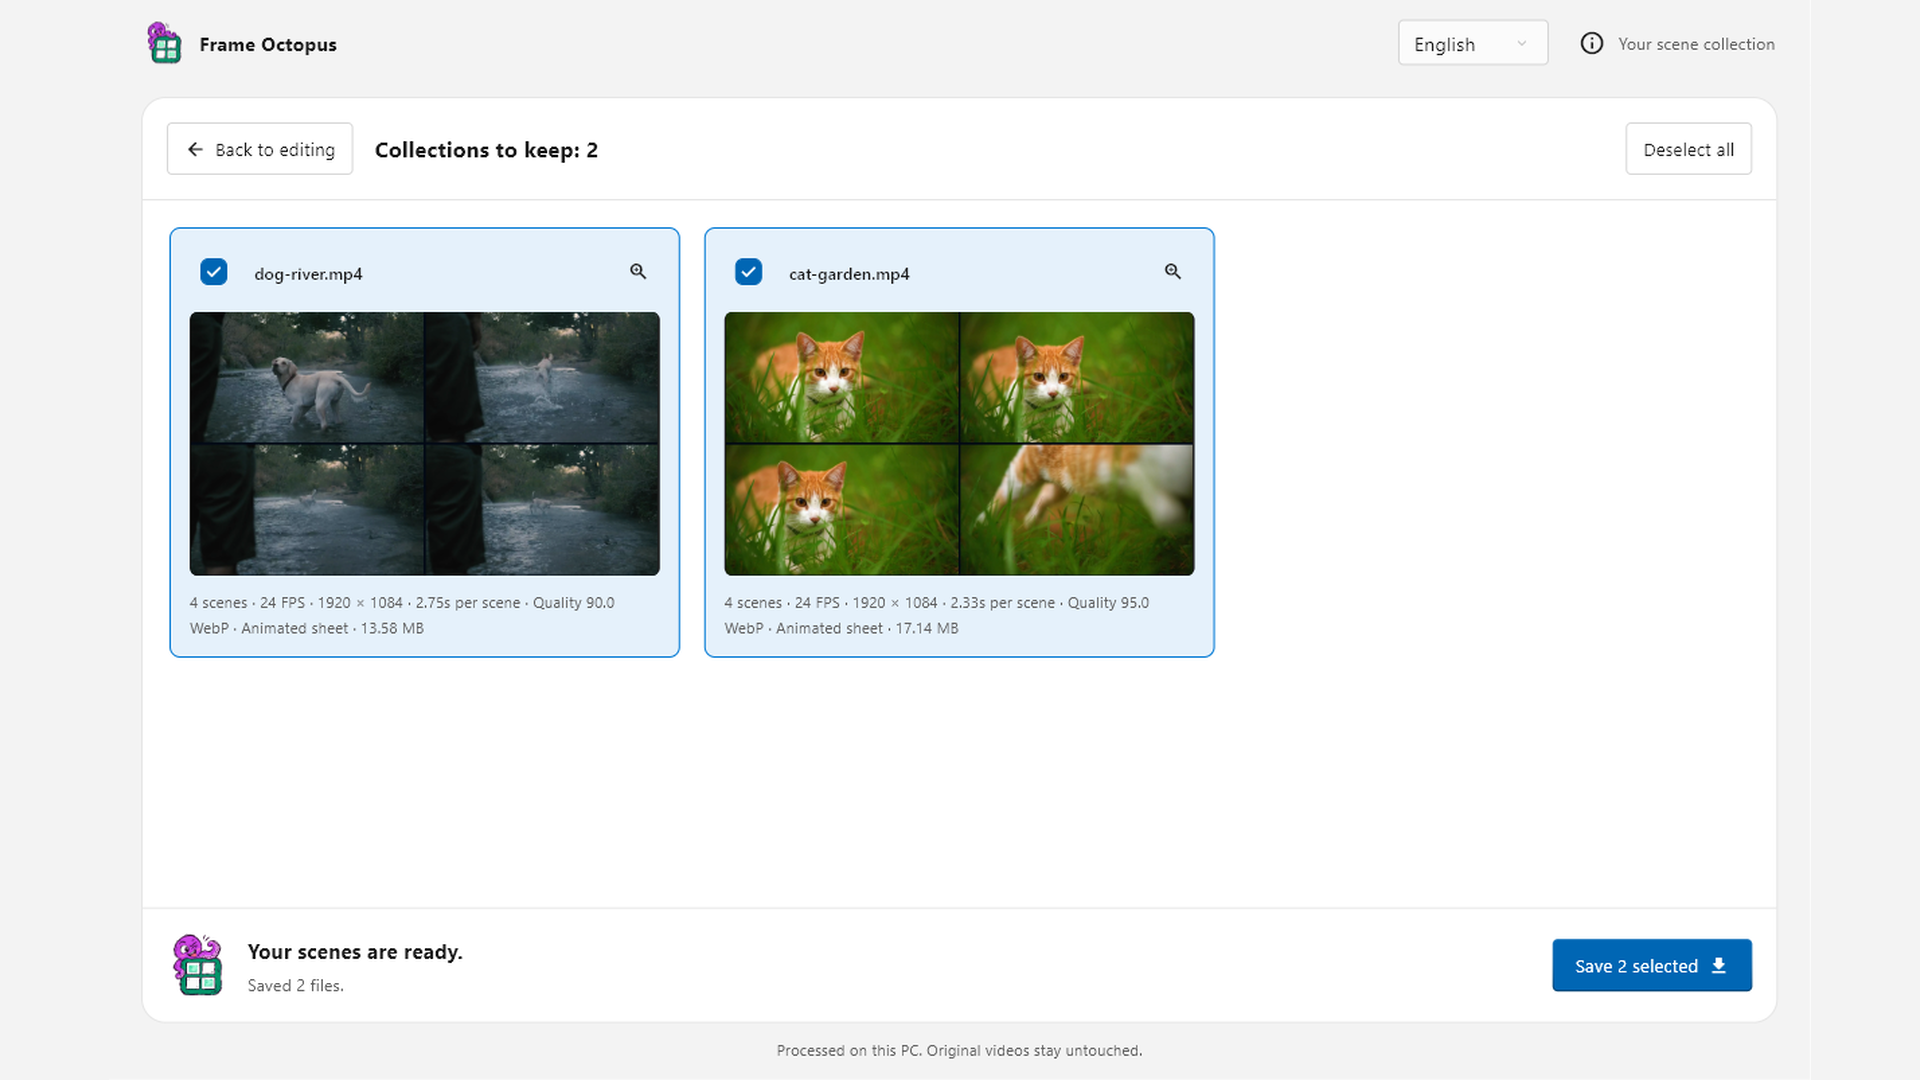 Frame Octopus
English
Your scene collection
Back to editing
Collections to keep: 2
Deselect all
dog-river.mp4
cat-garden.mp4
4 scenes · 24 FPS · 1920 × 1084 · 2.75s per scene · Quality 90.0
WebP · Animated sheet · 13.58 MB
4 scenes · 24 FPS · 1920 × 1084 · 2.33s per scene · Quality 95.0
WebP · Animated sheet · 17.14 MB
Your scenes are ready.
Saved 2 files.
Save 2 selected
Processed on this PC. Original videos stay untouched.